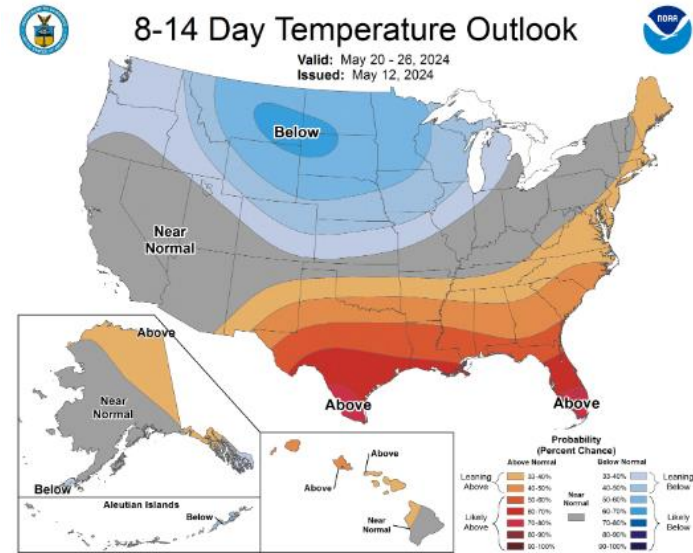 8-14 Day Temperature Outlook
Valid: May 20 - 26, 2024
Issued: May 12, 2024
NOAA
Below
Near
Normal
Above
Above
Above
Near
Normal
Below
Aleutian Islands
Below
Above
Above
Near
Normal
Probability
(Percent Chance)
Above Normal
Below Normal
Leaning
Above
33-40%
40-50%
Likely
Above
50-60%
60-70%
70-80%
80-90%
90-100%
Near
Normal
33-40%
40-50%
Leaning
Below
50-60%
60-70%
70-80%
80-90%
90-100%
Likely
Below